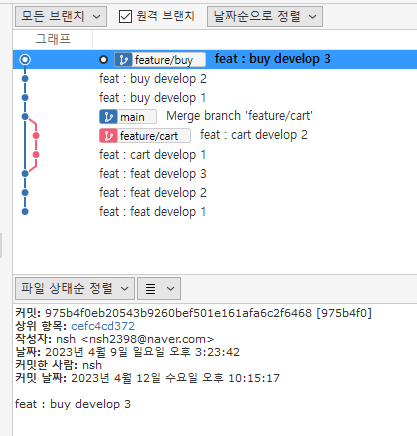 모든 브랜치 원격 브랜치 날짜순으로 정렬
그래프
feature/buy feat : buy develop 3
feat : buy develop 2
feat : buy develop 1
main Merge branch 'feature/cart'
feature/cart feat : cart develop 2
feat : cart develop 1
feat : feat develop 3
feat : feat develop 2
feat : feat develop 1
파일 상태순 정렬
커밋: 975b4f0eb20543b9260bef501e161afa6c2f6468 [975b4f0]
상위 항목: cefc4cd372
작성자: nsh <nsh2398@naver.com>
날짜: 2023년 4월 9일 일요일 오후 3:23:42
커밋한 사람: nsh
커밋 날짜: 2023년 4월 12일 수요일 오후 10:15:17
feat : buy develop 3